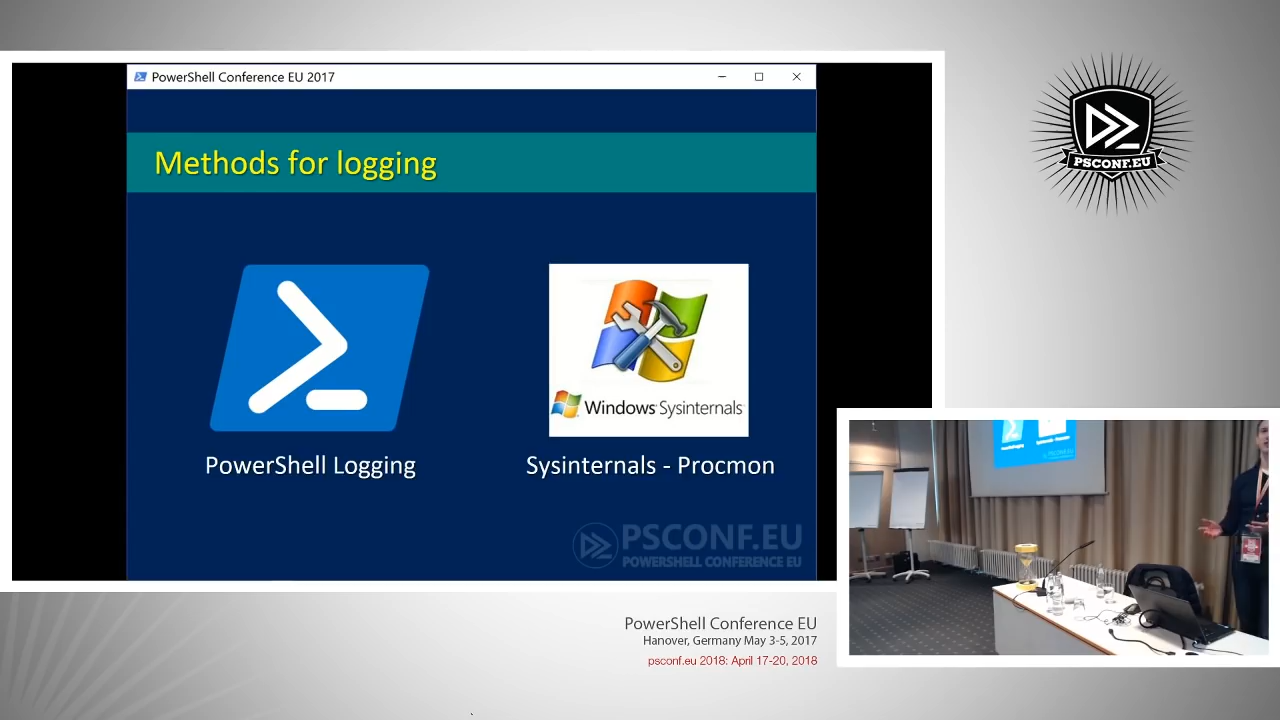 PowerShell Conference EU 2017
Methods for logging
Windows Sysinternals
PowerShell Logging
Sysinternals - Procmon
PSCONF.EU
POWERSHELL CONFERENCE EU
PSCONF.EU
PowerShell Conference EU
Hanover, Germany May 3-5, 2017
psconf.eu 2018: April 17-20, 2018